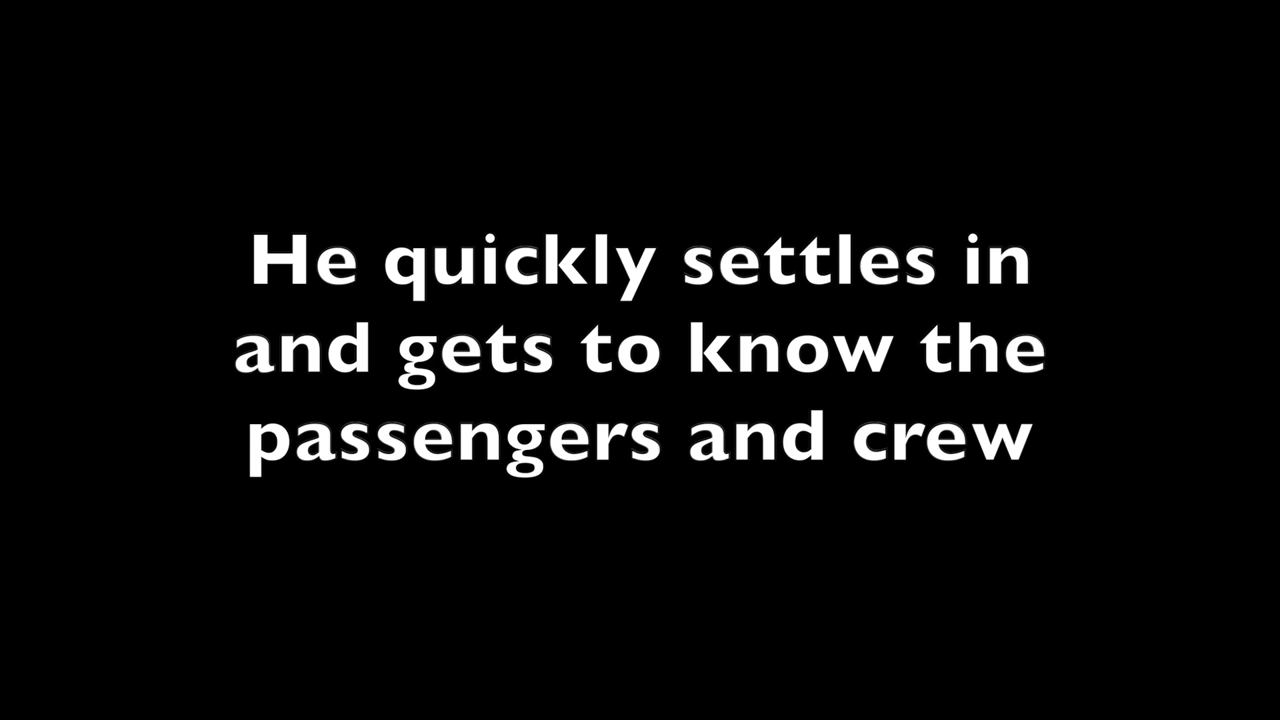 He quickly settles in
and gets to know the
passengers and crew